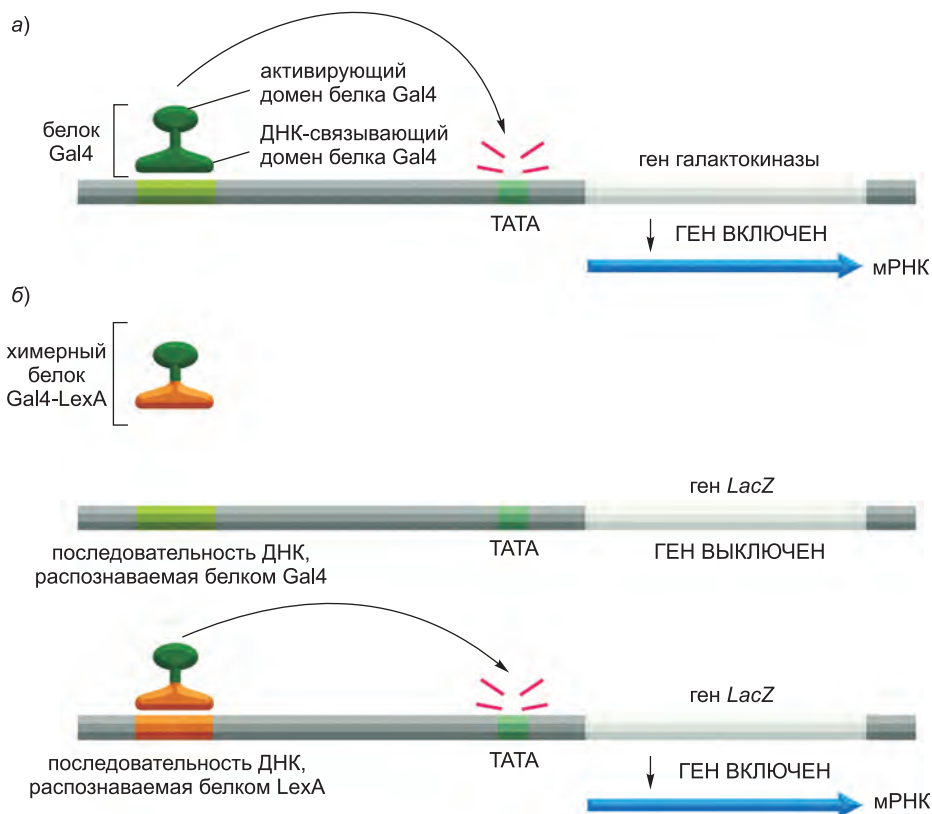 а)
активирующий
домен белка Gal4
белок
Gal4
ДНК-связывающий
домен белка Gal4
ген галактокиназы
ТАТА
ГЕН ВКЛЮЧЕН
мРНК
б)
химерный
белок
Gal4-LexA
ген LacZ
последовательность ДНК,
распознаваемая белком Gal4
ТАТА
ГЕН ВЫКЛЮЧЕН
ген LacZ
последовательность ДНК,
распознаваемая белком LexA
ТАТА
ГЕН ВКЛЮЧЕН
мРНК